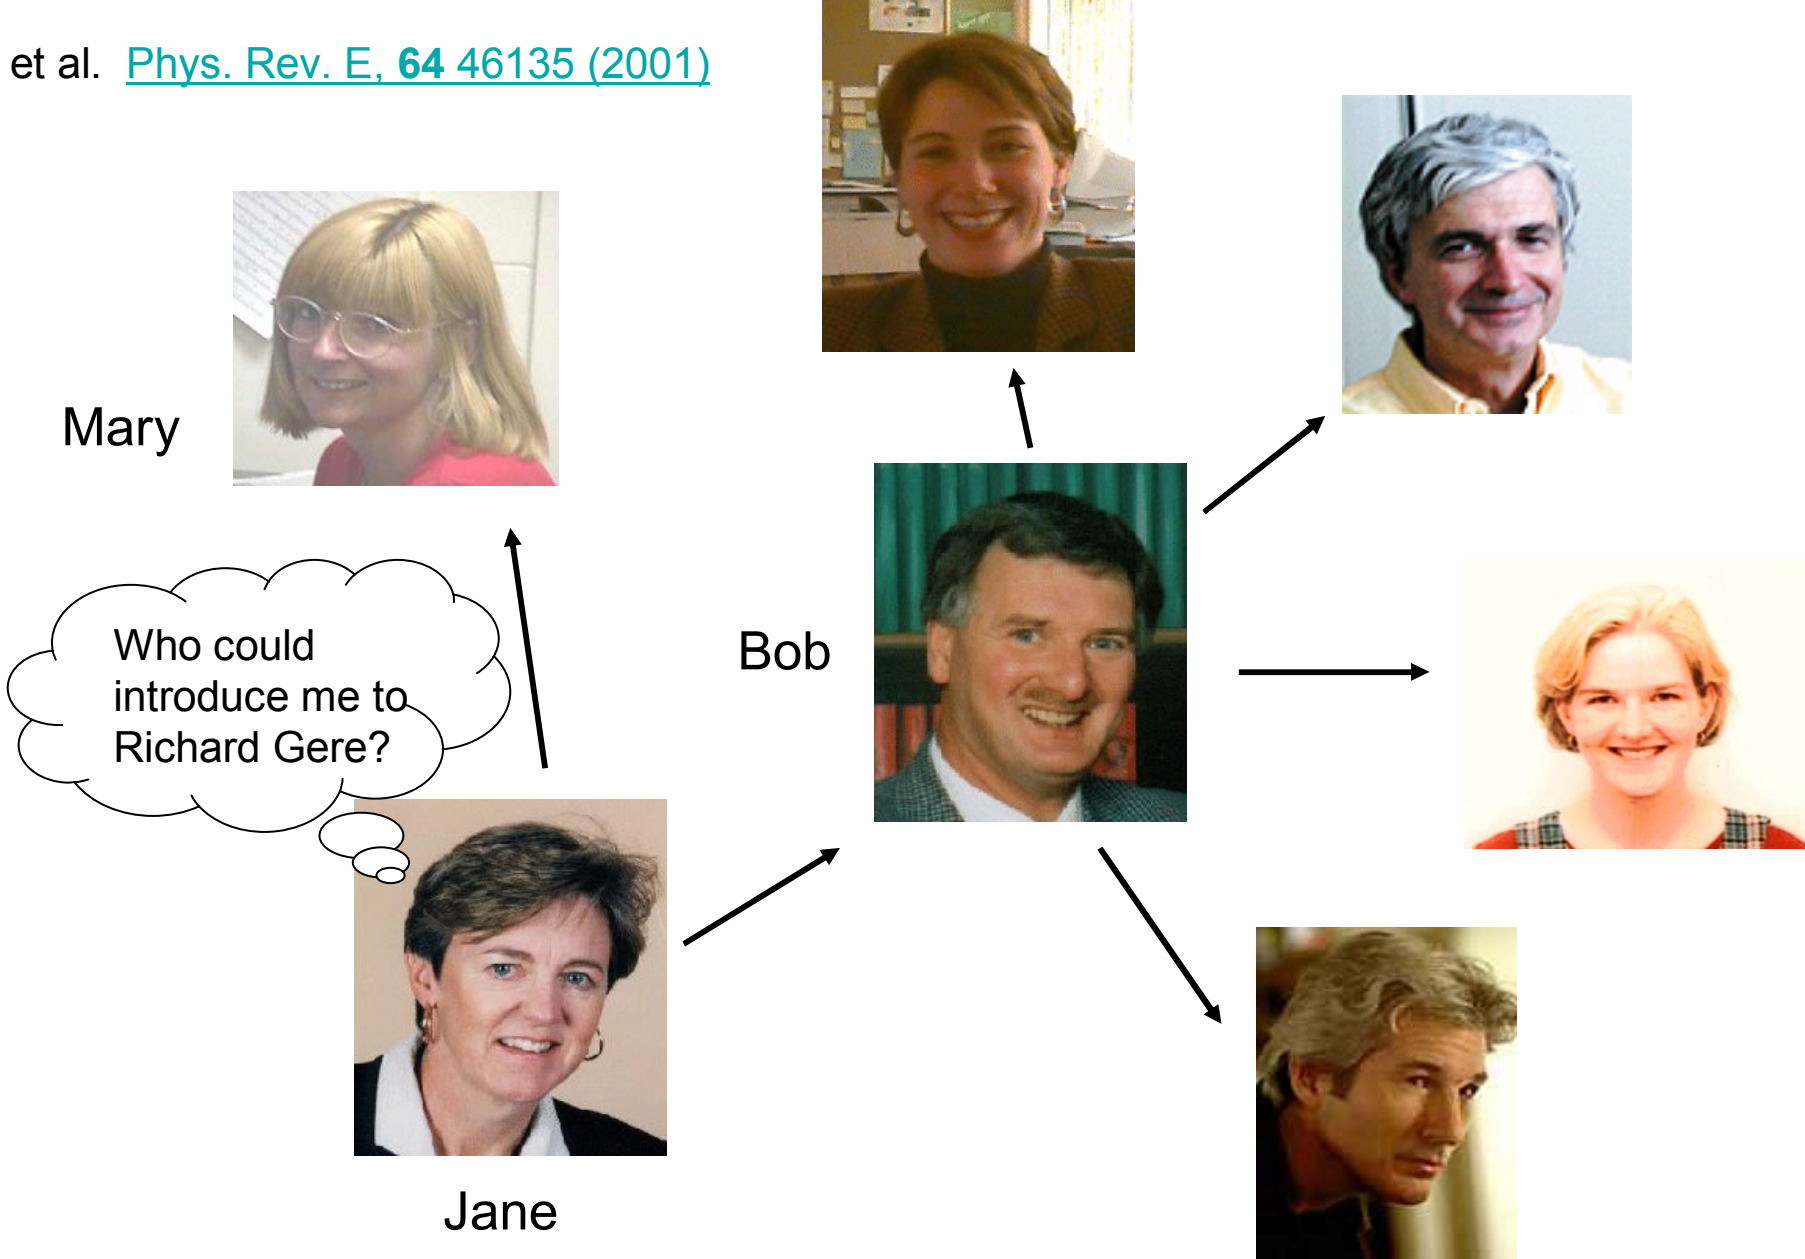 et al. Phys. Rev. E, 64 46135 (2001)
Mary
Who could
introduce me to
Richard Gere?
Bob
Jane